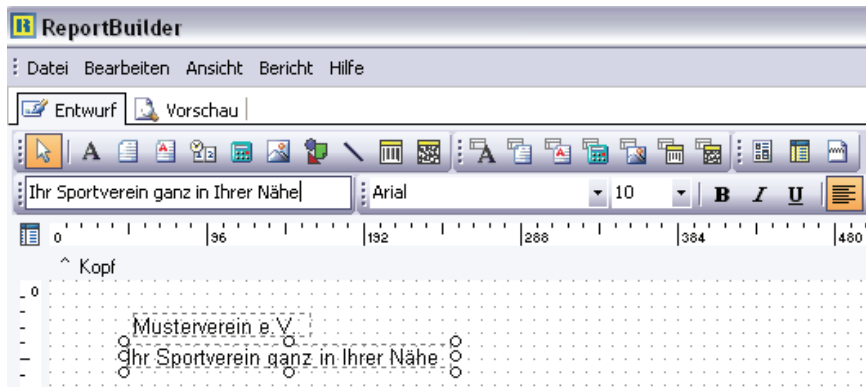 ReportBuilder
Datei Bearbeiten Ansicht Bericht Hilfe
Entwurf Vorschau
Ihr Sportverein ganz in Ihrer Nähe Arial 10 B I U
0 96 192 288 384 480
^ Kopf
0
Musterverein e.V.
Ihr Sportverein ganz in Ihrer Nähe